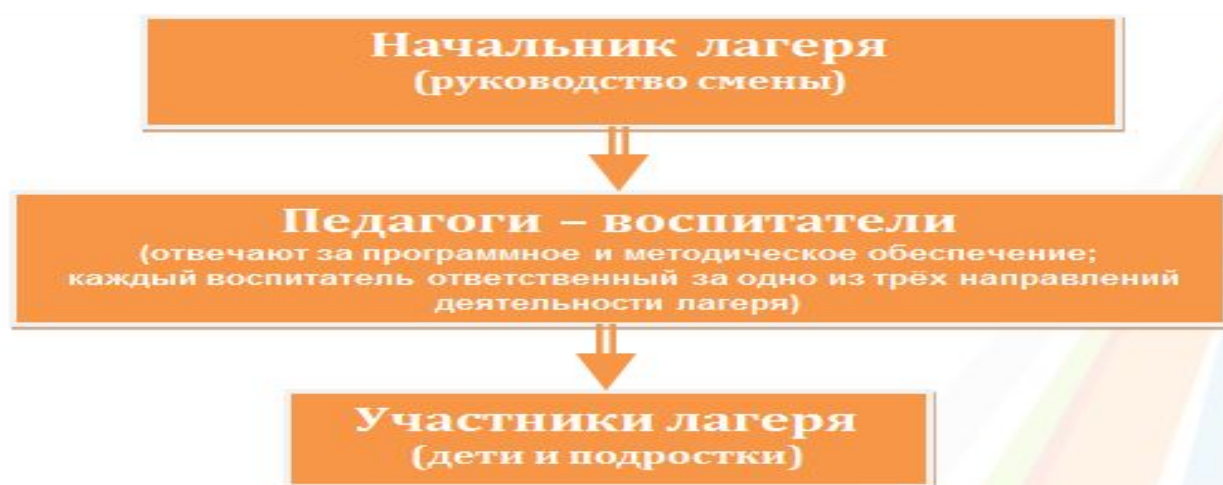 Начальник лагеря
(руководство смены)
Педагоги – воспитатели
(отвечают за программное и методическое обеспечение;
каждый воспитатель ответственный за одно из трёх направлений
деятельности лагеря)
Участники лагеря
(дети и подростки)